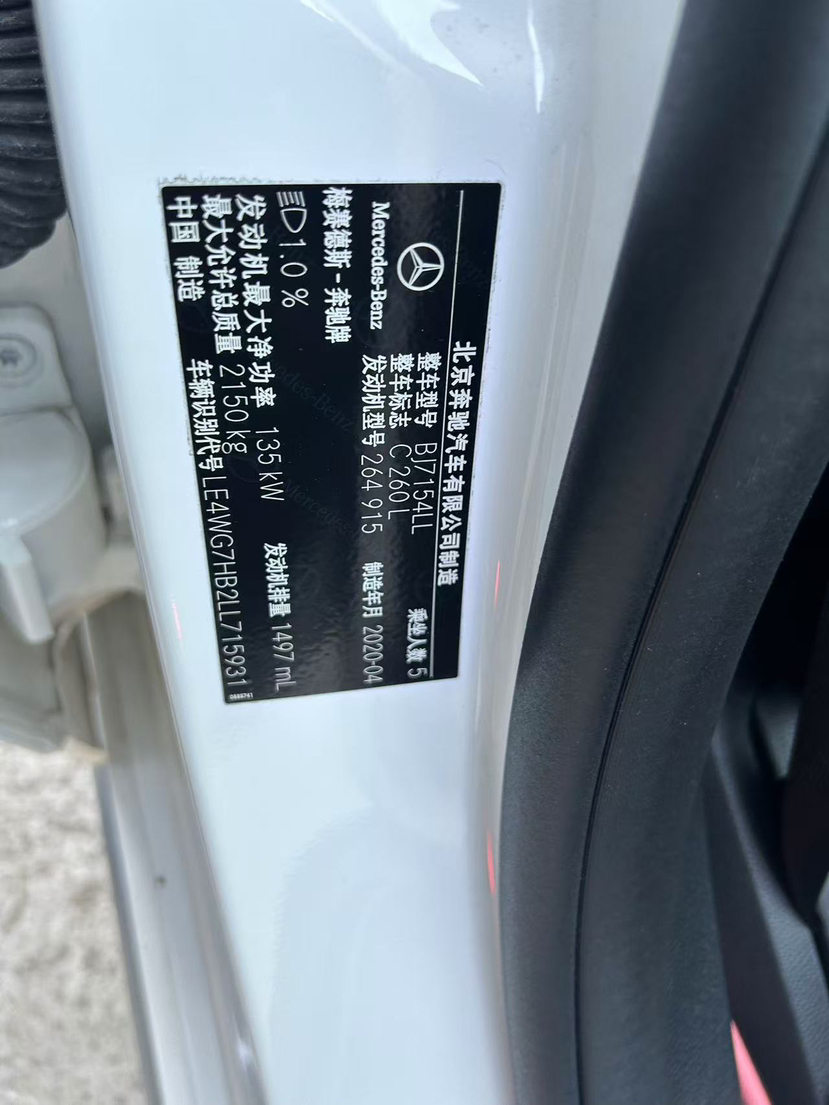 北京奔驰汽车有限公司制造
Mercedes-Benz
整车型号 BJ7154LL
整车标志 C 260 L
乘坐人数 5
梅赛德斯-奔驰牌
发动机型号 264 915
制造年月 2020-04
1.0 %
发动机最大净功率 135 kW
发动机排量 1497 mL
最大允许总质量 2150 kg
中国 制造
车辆识别代号 LE4WG7HB2LL715931